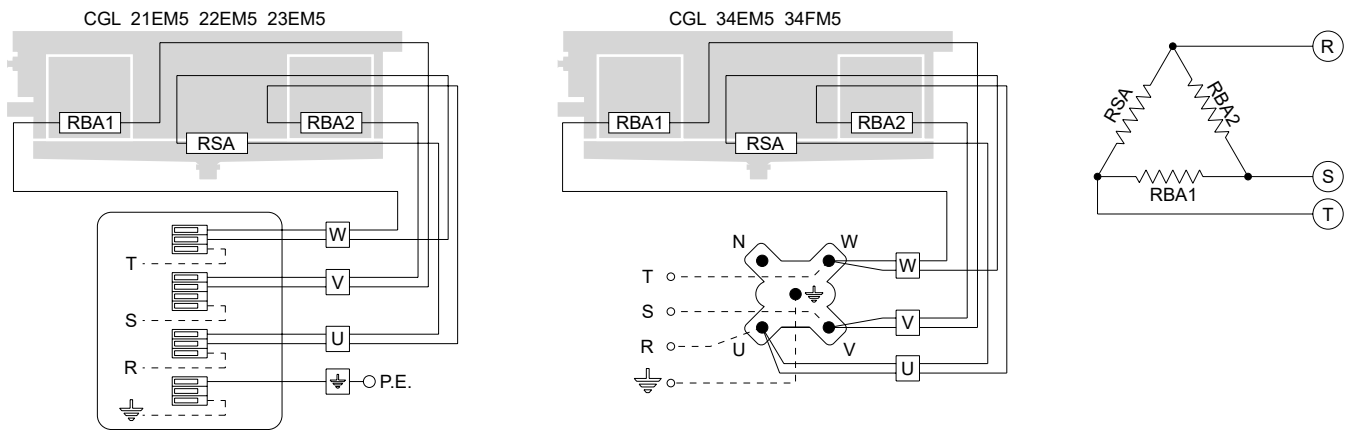 CGL 21EM5 22EM5 23EM5
RBA1
RBA2
RSA
W
T
V
S
U
R
P.E.
CGL 34EM5 34FM5
RBA1
RBA2
RSA
N
W
W
T
S
V
R
U
V
U
R
RSA
RBA2
S
RBA1
T